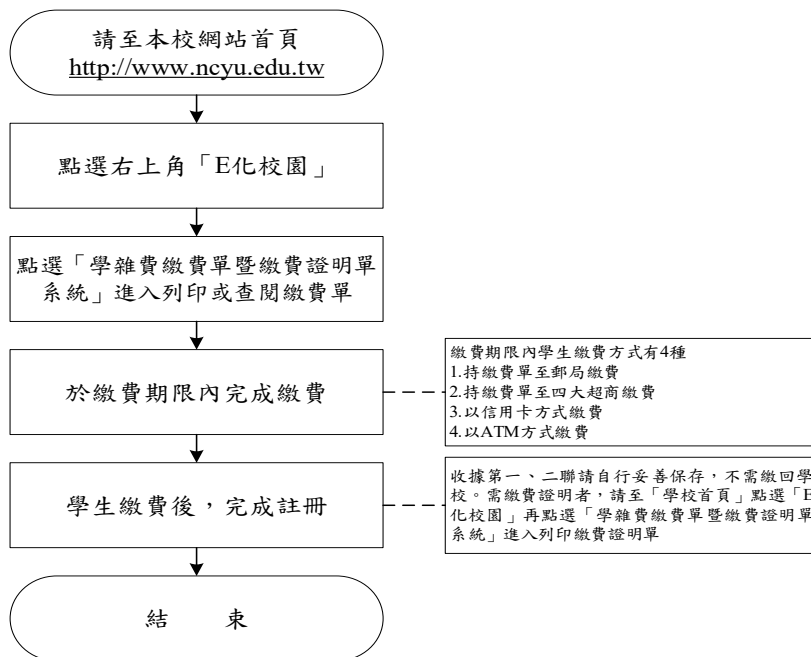 請至本校網站首頁
http://www.ncyu.edu.tw
點選右上角「E化校園」
點選「學雜費繳費單暨繳費證明單
系統」進入列印或查閱繳費單
於繳費期限內完成繳費
繳費期限內學生繳費方式有4種
1.持繳費單至郵局繳費
2.持繳費單至四大超商繳費
3.以信用卡方式繳費
4.以ATM方式繳費
學生繳費後，完成註冊
收據第一、二聯請自行妥善保存，不需繳回學
校。需繳費證明者，請至「學校首頁」點選「E
化校園」再點選「學雜費繳費單暨繳費證明單
系統」進入列印繳費證明單
結　　束